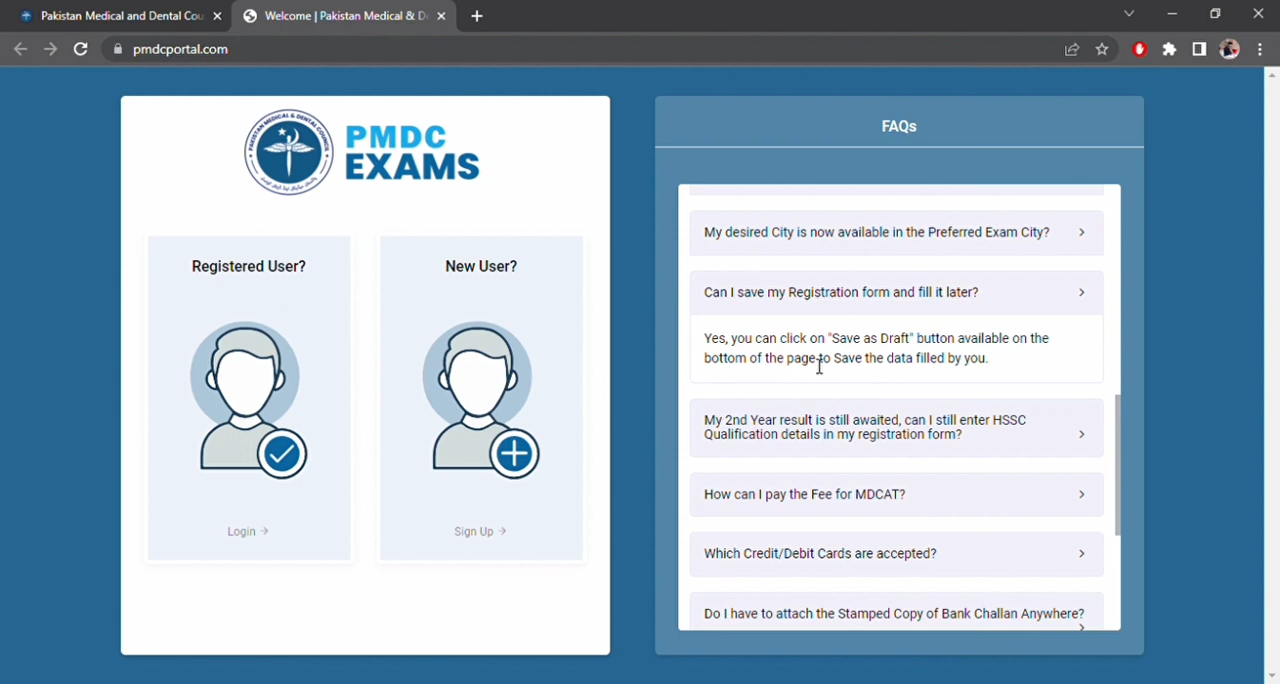 Pakistan Medical and Dental Cou
Welcome | Pakistan Medical & D
pmdcportal.com
PAKISTAN MEDICAL & DENTAL COUNCIL
PMDC
EXAMS
Registered User?
Login →
New User?
Sign Up →
FAQs
My desired City is now available in the Preferred Exam City?
Can I save my Registration form and fill it later?
Yes, you can click on "Save as Draft" button available on the
bottom of the page to Save the data filled by you.
My 2nd Year result is still awaited, can I still enter HSSC
Qualification details in my registration form?
How can I pay the Fee for MDCAT?
Which Credit/Debit Cards are accepted?
Do I have to attach the Stamped Copy of Bank Challan Anywhere?